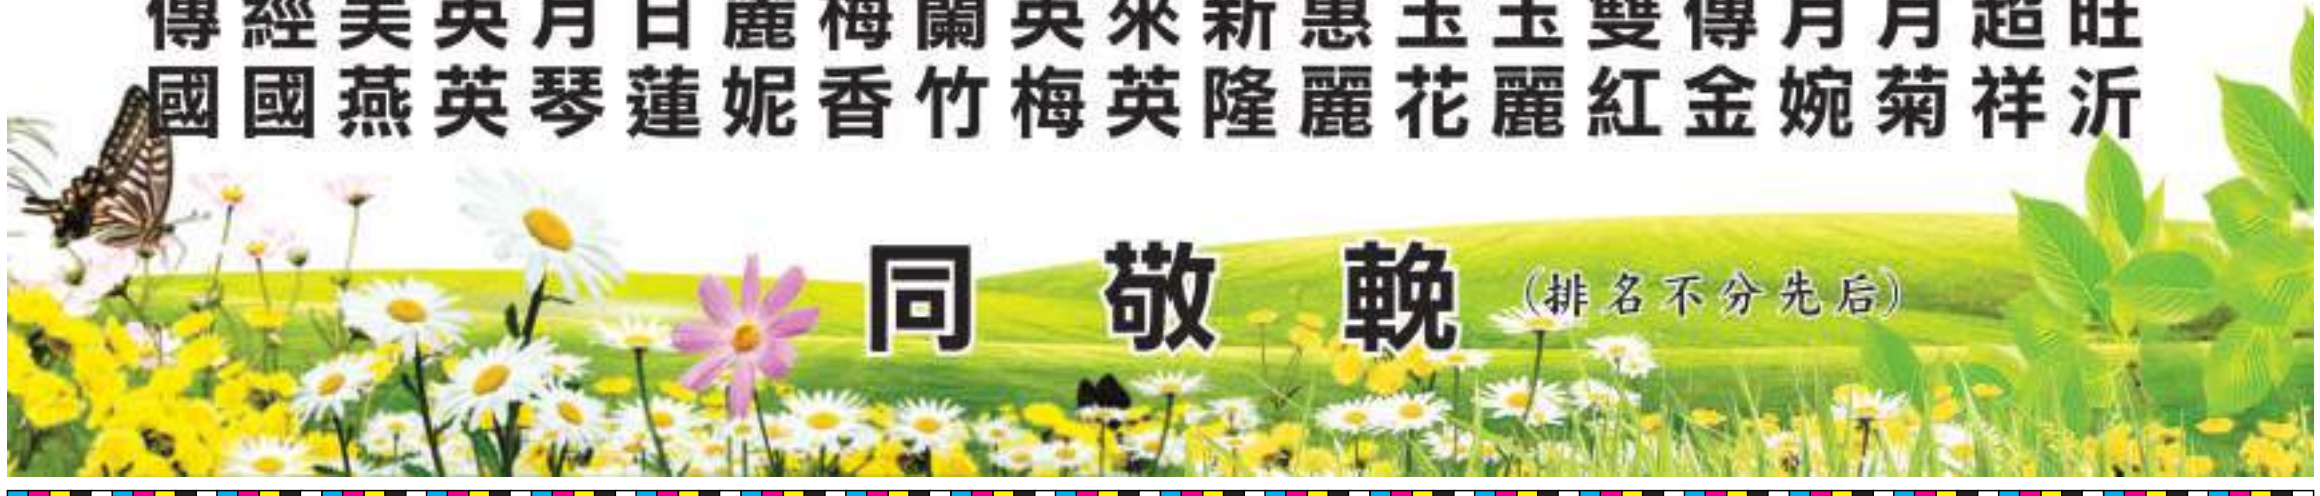 傳經美英月日麗梅蘭英來新惠玉玉雙傳月月超旺
國國燕英琴蓮妮香竹梅英隆麗花麗紅金婉菊祥沂
同敬輓(排名不分先后)